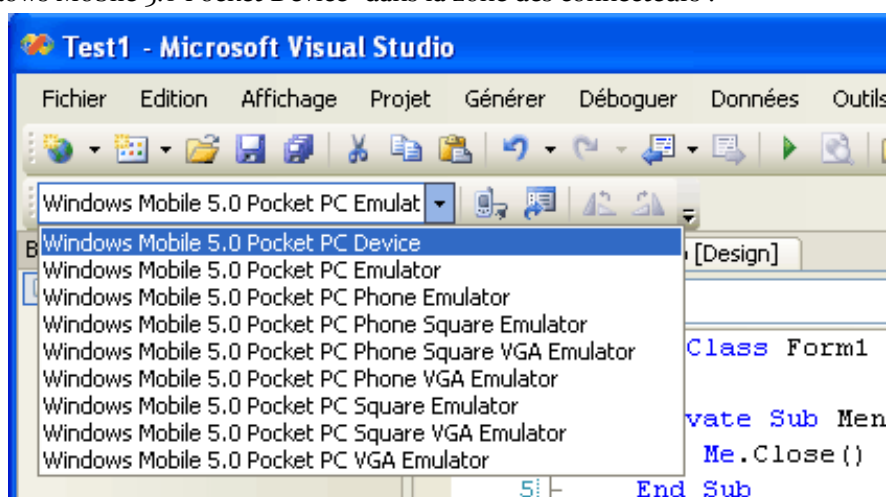 Mobile 5.0 Pocket Device" dans la zone des connecteurs :
Test1 - Microsoft Visual Studio
Fichier Edition Affichage Projet Générer Déboguer Données Outils
Windows Mobile 5.0 Pocket PC Emulat
Windows Mobile 5.0 Pocket PC Device
[Design]
Windows Mobile 5.0 Pocket PC Emulator
Windows Mobile 5.0 Pocket PC Phone Emulator
Windows Mobile 5.0 Pocket PC Phone Square Emulator
Windows Mobile 5.0 Pocket PC Phone Square VGA Emulator
Class Form1
Windows Mobile 5.0 Pocket PC Phone VGA Emulator
Windows Mobile 5.0 Pocket PC Square Emulator
Windows Mobile 5.0 Pocket PC Square VGA Emulator
vate Sub Men
Windows Mobile 5.0 Pocket PC VGA Emulator
Me.Close()
5 End Sub